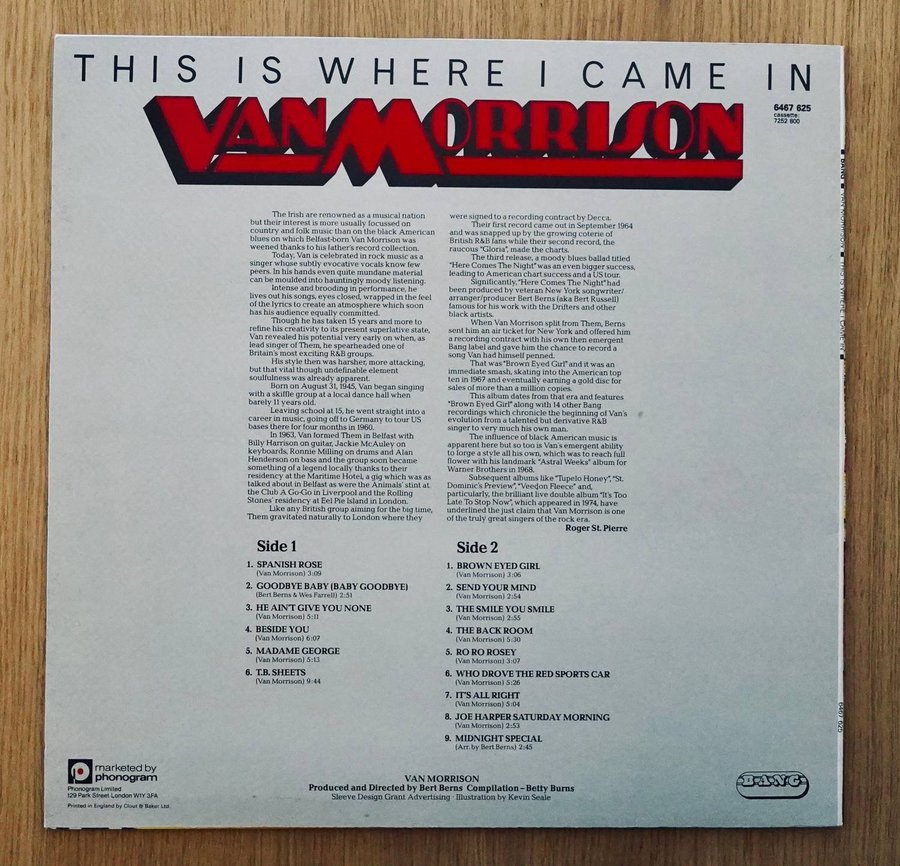 THIS IS WHERE I CAME IN
VAN MORRISON
6467 625
cassette:
7252 800
The Irish are renowned as a musical nation
but their interest is more usually focussed on
country and folk music than on the black American
blues on which Belfast-born Van Morrison was
weened thanks to his father's record collection.
Today, Van is celebrated in rock music as a
singer whose subtly evocative vocals know few
peers. In his hands even quite mundane material
can be moulded into hauntingly moody listening.
Intense and brooding in performance, he
lives out his songs, eyes closed, wrapped in the feel
of the lyrics to create an atmosphere which soon
has his audience equally committed.
Though he has taken 15 years and more to
refine his creativity to its present superlative state,
Van revealed his potential very early on when, as
lead singer of Them, he spearheaded one of
Britain's most exciting R&B groups.
His style then was harsher, more attacking,
but that vital though undefinable element
soulfulness was already apparent.
Born on August 31, 1945, Van began singing
with a skiffle group at a local dance hall when
barely 11 years old.
Leaving school at 15, he went straight into a
career in music, going off to Germany to tour US
bases there for four months in 1960.
In 1963, Van formed Them in Belfast with
Billy Harrison on guitar, Jackie McAuley on
keyboards, Ronnie Milling on drums and Alan
Henderson on bass and the group soon became
something of a legend locally thanks to their
residency at the Maritime Hotel, a gig which was as
talked about in Belfast as were the Animals' stint at
the Club A Go-Go in Liverpool and the Rolling
Stones' residency at Eel Pie Island in London.
Like any British group aiming for the big time,
Them gravitated naturally to London where they
were signed to a recording contract by Decca.
Their first record came out in September 1964
and was snapped up by the growing coterie of
British R&B fans while their second record, the
raucous "Gloria", made the charts.
The third release, a moody blues ballad titled
"Here Comes The Night" was an even bigger success,
leading to American chart success and a US tour.
Significantly, "Here Comes The Night" had
been produced by veteran New York songwriter/
arranger/producer Bert Berns (aka Bert Russell)
famous for his work with the Drifters and other
black artists.
When Van Morrison split from Them, Berns
sent him an air ticket for New York and offered him
a recording contract with his own then emergent
Bang label and gave him the chance to record a
song Van had himself penned.
That was "Brown Eyed Girl" and it was an
immediate smash, skating into the American top
ten in 1967 and eventually earning a gold disc for
sales of more than a million copies.
This album dates from that era and features
"Brown Eyed Girl" along with 14 other Bang
recordings which chronicle the beginning of Van's
evolution from a talented but derivative R&B
singer to very much his own man.
The influence of black American music is
apparent here but so too is Van's emergent ability
to forge a style all his own, which was to reach full
flower with his landmark "Astral Weeks" album for
Warner Brothers in 1968.
Subsequent albums like "Tupelo Honey", "St.
Dominic's Preview", "Veedon Fleece" and,
particularly, the brilliant live double album "It's Too
Late To Stop Now", which appeared in 1974, have
underlined the just claim that Van Morrison is one
of the truly great singers of the rock era.
Roger St. Pierre
Side 1
1. SPANISH ROSE
(Van Morrison) 3:09
2. GOODBYE BABY (BABY GOODBYE)
(Bert Berns & Wes Farrell) 2:51
3. HE AIN'T GIVE YOU NONE
(Van Morrison) 5:11
4. BESIDE YOU
(Van Morrison) 6:07
5. MADAME GEORGE
(Van Morrison) 5:13
6. T.B. SHEETS
(Van Morrison) 9:44
Side 2
1. BROWN EYED GIRL
(Van Morrison) 3:06
2. SEND YOUR MIND
(Van Morrison) 2:54
3. THE SMILE YOU SMILE
(Van Morrison) 2:55
4. THE BACK ROOM
(Van Morrison) 5:30
5. RO RO ROSEY
(Van Morrison) 3:07
6. WHO DROVE THE RED SPORTS CAR
(Van Morrison) 5:26
7. IT'S ALL RIGHT
(Van Morrison) 5:04
8. JOE HARPER SATURDAY MORNING
(Van Morrison) 2:53
9. MIDNIGHT SPECIAL
(Arr. by Bert Berns) 2:45
marketed by
phonogram
Phonogram Limited
129 Park Street London W1Y 3FA
Printed in England by Clout & Baker Ltd.
VAN MORRISON
Produced and Directed by Bert Berns Compilation – Betty Burns
Sleeve Design Grant Advertising · Illustration by Kevin Seale
BANG
6467 625